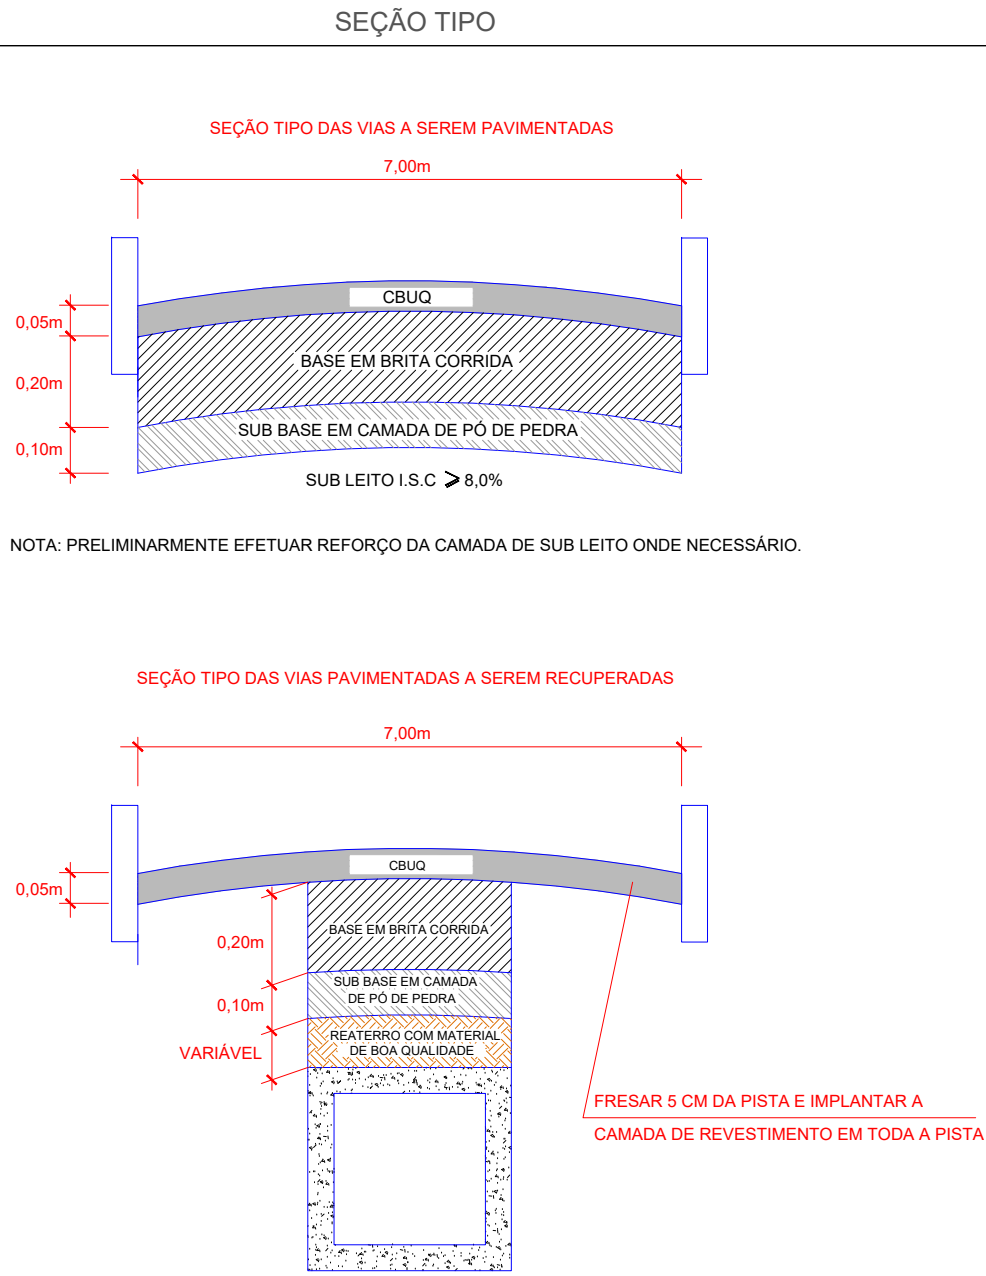 SEÇÃO TIPO
SEÇÃO TIPO DAS VIAS A SEREM PAVIMENTADAS
7,00m
CBUQ
0,05m
BASE EM BRITA CORRIDA
0,20m
SUB BASE EM CAMADA DE PÓ DE PEDRA
0,10m
SUB LEITO I.S.C ⩾ 8,0%
NOTA: PRELIMINARMENTE EFETUAR REFORÇO DA CAMADA DE SUB LEITO ONDE NECESSÁRIO.
SEÇÃO TIPO DAS VIAS PAVIMENTADAS A SEREM RECUPERADAS
7,00m
CBUQ
0,05m
BASE EM BRITA CORRIDA
0,20m
SUB BASE EM CAMADA
DE PÓ DE PEDRA
0,10m
REATERRO COM MATERIAL
DE BOA QUALIDADE
VARIÁVEL
FRESAR 5 CM DA PISTA E IMPLANTAR A
CAMADA DE REVESTIMENTO EM TODA A PISTA